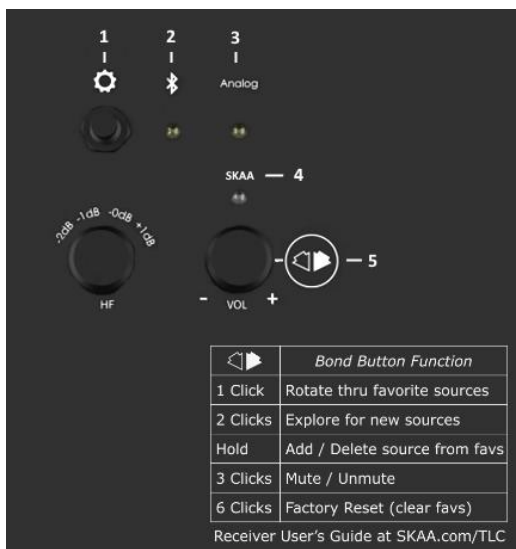 1 2 3
Analog
SKAA 4
-2dB -1dB -0dB +1dB
5
HF - VOL +
Bond Button Function
1 Click Rotate thru favorite sources
2 Clicks Explore for new sources
Hold Add / Delete source from favs
3 Clicks Mute / Unmute
6 Clicks Factory Reset (clear favs)
Receiver User's Guide at SKAA.com/TLC